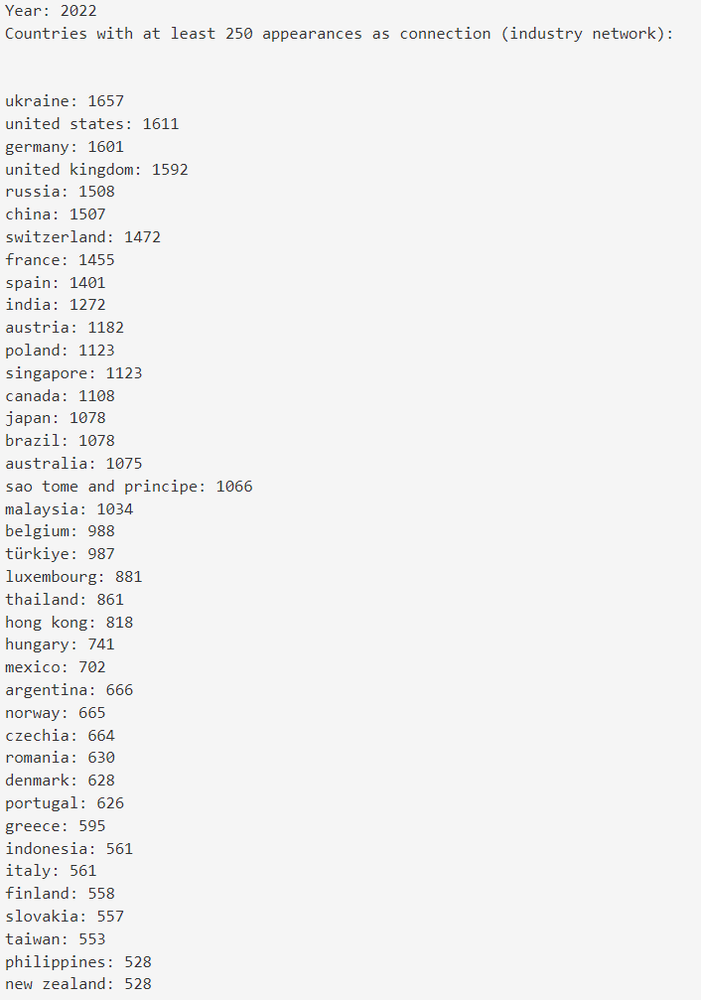 Year: 2022
Countries with at least 250 appearances as connection (industry network):
ukraine: 1657
united states: 1611
germany: 1601
united kingdom: 1592
russia: 1508
china: 1507
switzerland: 1472
france: 1455
spain: 1401
india: 1272
austria: 1182
poland: 1123
singapore: 1123
canada: 1108
japan: 1078
brazil: 1078
australia: 1075
sao tome and principe: 1066
malaysia: 1034
belgium: 988
türkiye: 987
luxembourg: 881
thailand: 861
hong kong: 818
hungary: 741
mexico: 702
argentina: 666
norway: 665
czechia: 664
romania: 630
denmark: 628
portugal: 626
greece: 595
indonesia: 561
italy: 561
finland: 558
slovakia: 557
taiwan: 553
philippines: 528
new zealand: 528